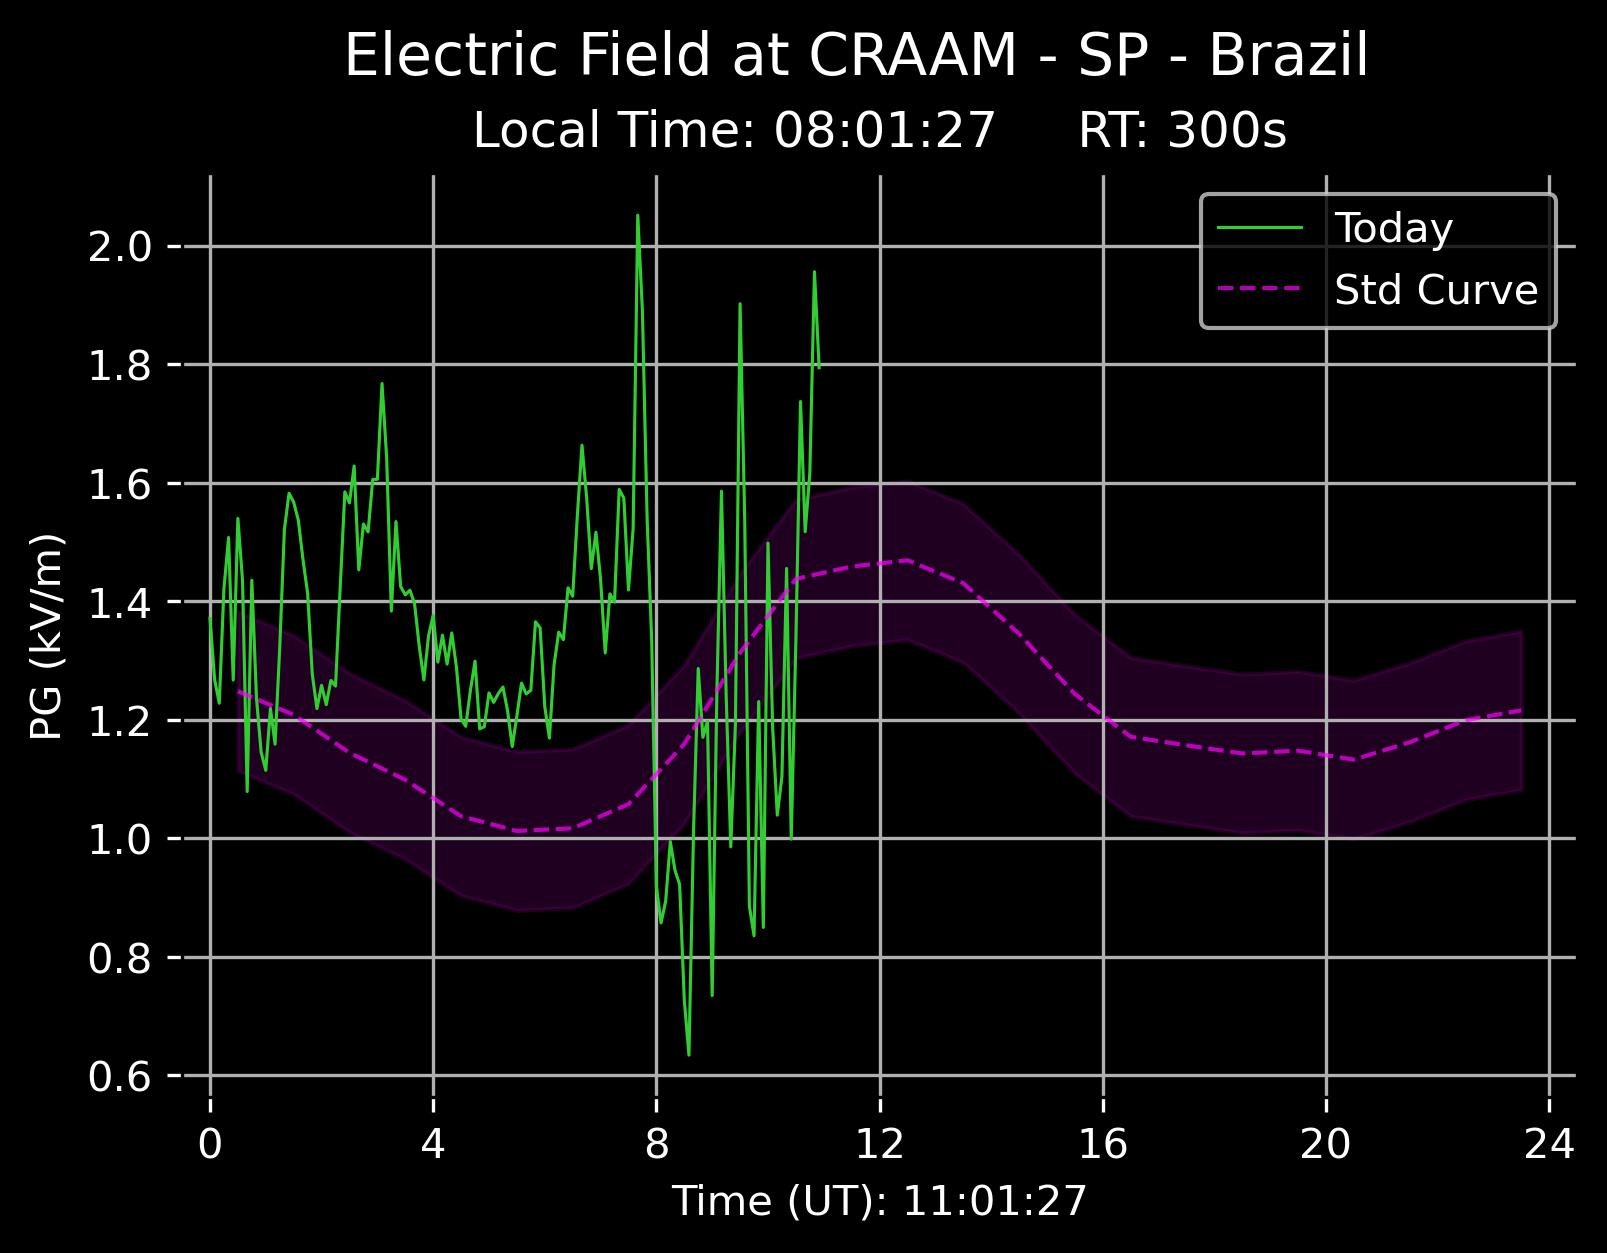 Electric Field at CRAAM - SP - Brazil
Local Time: 08:01:27 RT: 300s
Today
Std Curve
2.0
1.8
1.6
1.4
1.2
1.0
0.8
0.6
PG (kV/m)
0 4 8 12 16 20 24
Time (UT): 11:01:27